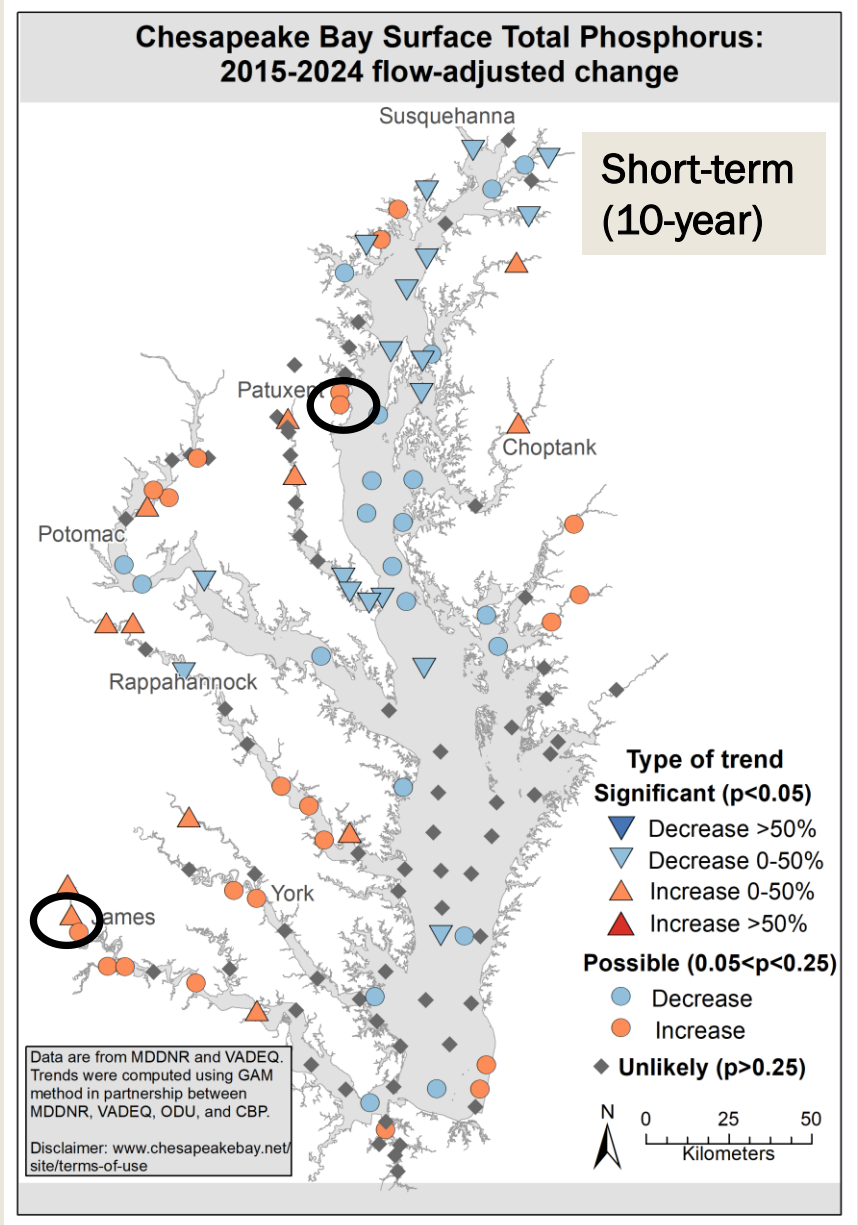 Chesapeake Bay Surface Total Phosphorus:
2015-2024 flow-adjusted change
Susquehanna
Short-term
(10-year)
Patuxent
Choptank
Potomac
Rappahannock
York
James
Type of trend
Significant (p<0.05)
Decrease >50%
Decrease 0-50%
Increase 0-50%
Increase >50%
Possible (0.05<p<0.25)
Decrease
Increase
Unlikely (p>0.25)
Data are from MDDNR and VADEQ.
Trends were computed using GAM
method in partnership between
MDDNR, VADEQ, ODU, and CBP.
Disclaimer: www.chesapeakebay.net/
site/terms-of-use
N
0 25 50
Kilometers